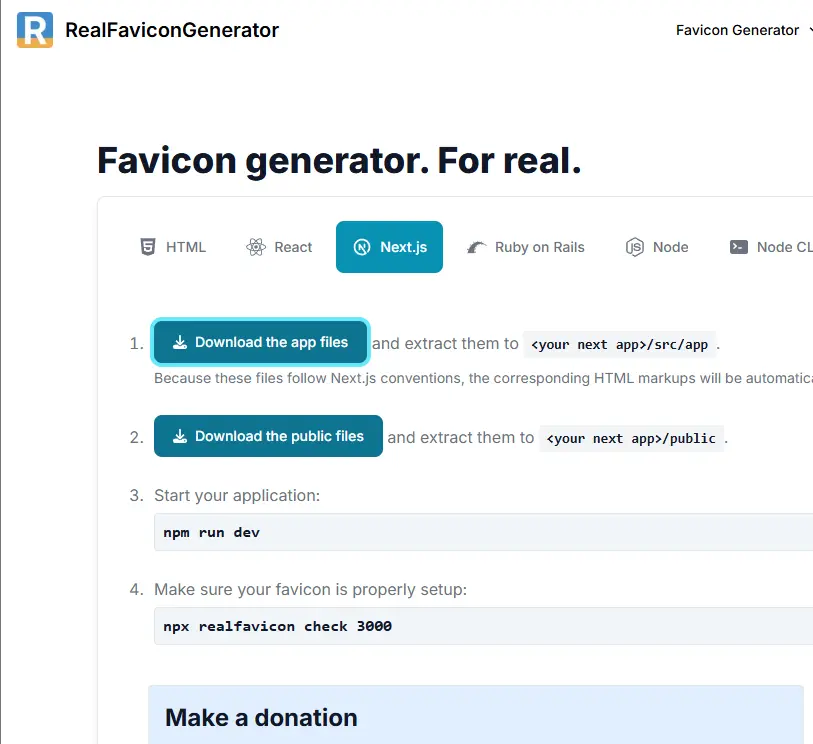 RealFaviconGenerator
Favicon Generator
Favicon generator. For real.
HTML React Next.js Ruby on Rails Node Node CL
1. Download the app files and extract them to <your next app>/src/app .
Because these files follow Next.js conventions, the corresponding HTML markups will be automatica
2. Download the public files and extract them to <your next app>/public .
3. Start your application:
npm run dev
4. Make sure your favicon is properly setup:
npx realfavicon check 3000
Make a donation